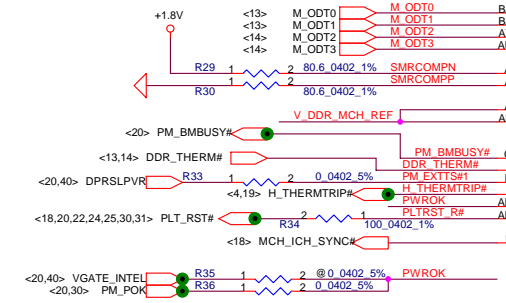 +1.8V
<13> M_ODT0 M_ODT0 B
<13> M_ODT1 M_ODT1 B
<14> M_ODT2 M_ODT2 A
<14> M_ODT3 M_ODT3 A
R29 1 2 80.6_0402_1% SMRCOMPN
R30 1 2 80.6_0402_1% SMRCOMPP
V_DDR_MCH_REF
<20> PM_BMBUSY# PM_BMBUSY#
<13,14> DDR_THERM# DDR_THERM#
<20,40> DPRSLPVR R33 1 2 0_0402_5% PM_EXTTS#1
<4,19> H_THERMTRIP# H_THERMTRIP#
PWROK
<18,20,22,24,25,30,31> PLT_RST# R34 1 2 100_0402_1% PLTRST_R#
<18> MCH_ICH_SYNC#
<20,40> VGATE_INTEL R35 1 2 @0_0402_5% PWROK
<20,30> PM_POK R36 1 2 0_0402_5%